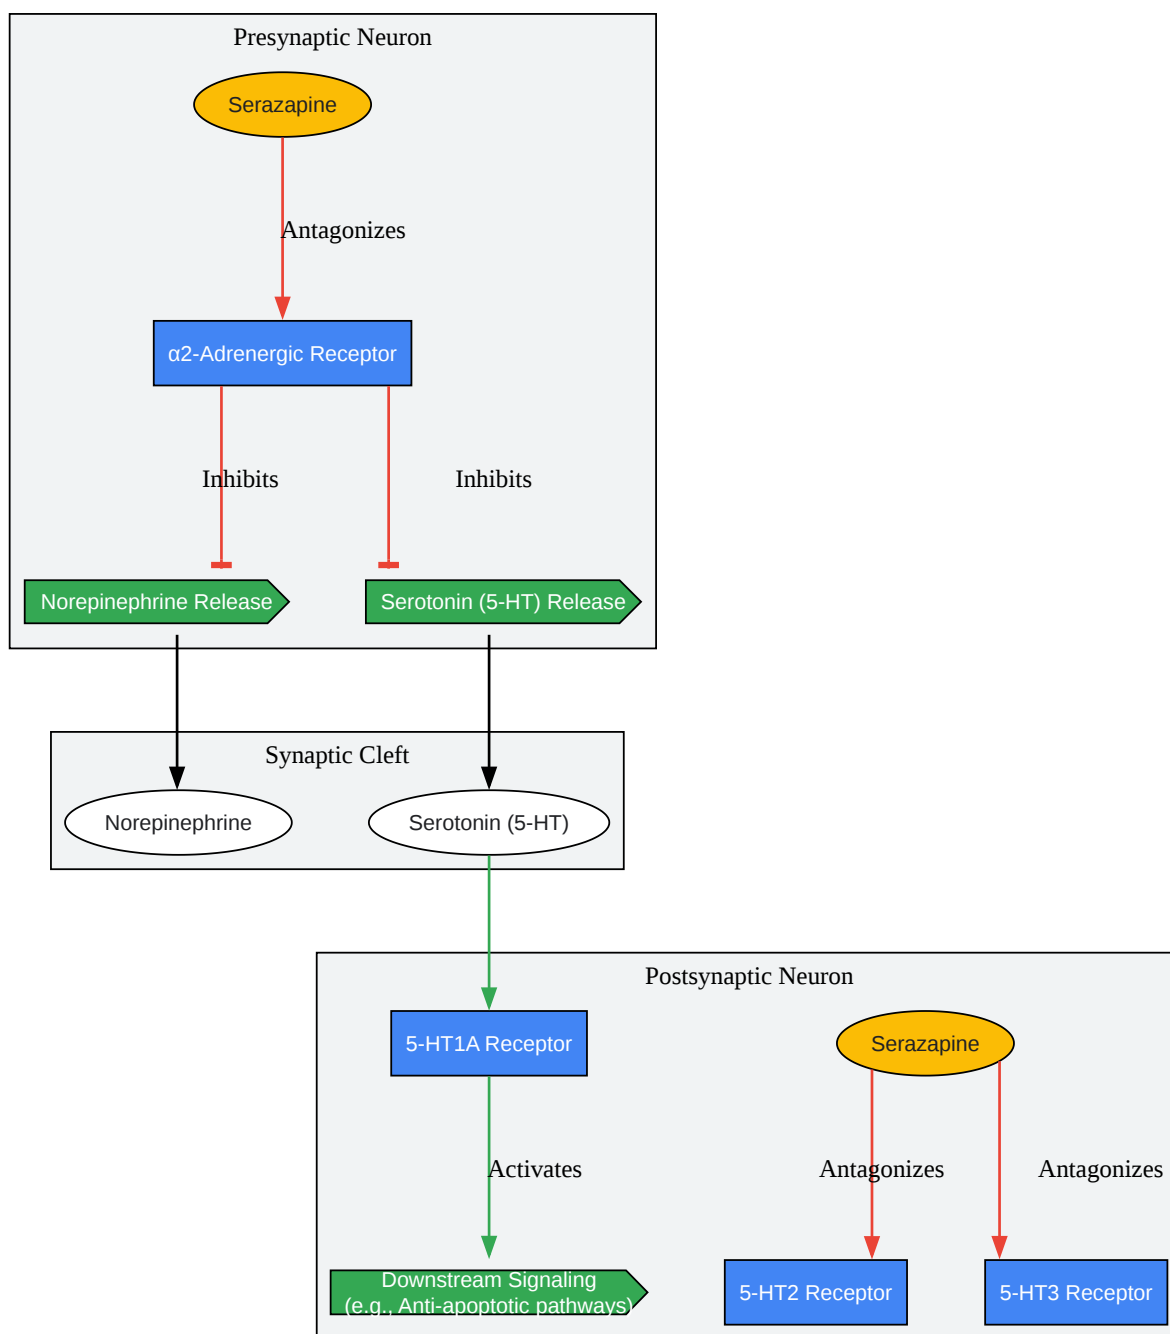 Presynaptic Neuron
Serazapine
Antagonizes
α2-Adrenergic Receptor
Inhibits
Inhibits
Norepinephrine Release
Serotonin (5-HT) Release
Synaptic Cleft
Norepinephrine
Serotonin (5-HT)
Postsynaptic Neuron
5-HT1A Receptor
Serazapine
Activates
Antagonizes
Antagonizes
Downstream Signaling
(e.g., Anti-apoptotic pathways)
5-HT2 Receptor
5-HT3 Receptor